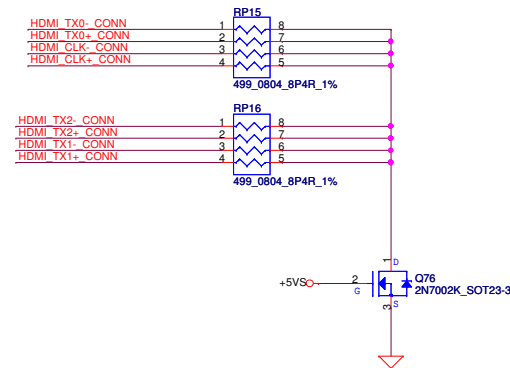 RP15
HDMI_TX0-_CONN 1 8
HDMI_TX0+_CONN 2 7
HDMI_CLK-_CONN 3 6
HDMI_CLK+_CONN 4 5
499_0804_8P4R_1%
RP16
HDMI_TX2-_CONN 1 8
HDMI_TX2+_CONN 2 7
HDMI_TX1-_CONN 3 6
HDMI_TX1+_CONN 4 5
499_0804_8P4R_1%
1 D
+5VS 2 G
Q76
2N7002K_SOT23-3
3 S